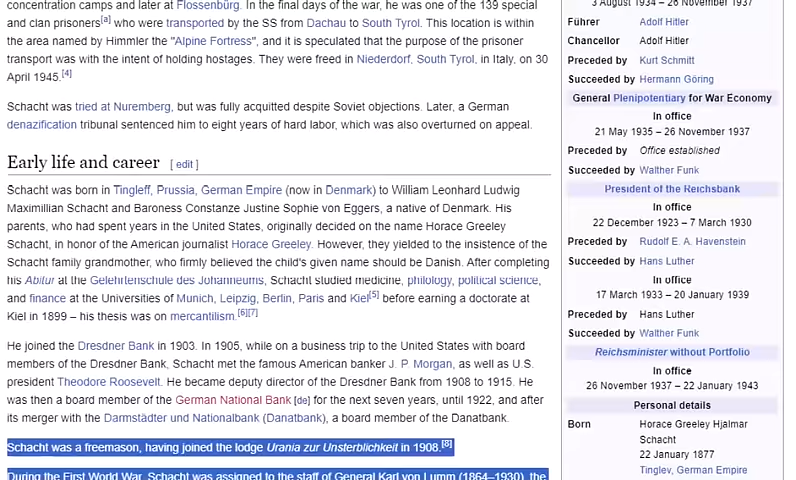 concentration camps and later at Flossenbürg. In the final days of the war, he was one of the 139 special
and clan prisoners[a] who were transported by the SS from Dachau to South Tyrol. This location is within
the area named by Himmler the "Alpine Fortress", and it is speculated that the purpose of the prisoner
transport was with the intent of holding hostages. They were freed in Niederdorf, South Tyrol, in Italy, on 30
April 1945.[4]
Schacht was tried at Nuremberg, but was fully acquitted despite Soviet objections. Later, a German
denazification tribunal sentenced him to eight years of hard labor, which was also overturned on appeal.
Early life and career [ edit ]
Schacht was born in Tingleff, Prussia, German Empire (now in Denmark) to William Leonhard Ludwig
Maximillian Schacht and Baroness Constanze Justine Sophie von Eggers, a native of Denmark. His
parents, who had spent years in the United States, originally decided on the name Horace Greeley
Schacht, in honor of the American journalist Horace Greeley. However, they yielded to the insistence of the
Schacht family grandmother, who firmly believed the child's given name should be Danish. After completing
his Abitur at the Gelehrtenschule des Johanneums, Schacht studied medicine, philology, political science,
and finance at the Universities of Munich, Leipzig, Berlin, Paris and Kiel[5] before earning a doctorate at
Kiel in 1899 – his thesis was on mercantilism.[6][7]
He joined the Dresdner Bank in 1903. In 1905, while on a business trip to the United States with board
members of the Dresdner Bank, Schacht met the famous American banker J. P. Morgan, as well as U.S.
president Theodore Roosevelt. He became deputy director of the Dresdner Bank from 1908 to 1915. He
was then a board member of the German National Bank [de] for the next seven years, until 1922, and after
its merger with the Darmstädter und Nationalbank (Danatbank), a board member of the Danatbank.
Schacht was a freemason, having joined the lodge Urania zur Unsterblichkeit in 1908.[8]
During the First World War, Schacht was assigned to the staff of General Karl von Lumm (1864–1930), the
3 August 1934 – 26 November 1937
Führer Adolf Hitler
Chancellor Adolf Hitler
Preceded by Kurt Schmitt
Succeeded by Hermann Göring
General Plenipotentiary for War Economy
In office
21 May 1935 – 26 November 1937
Preceded by Office established
Succeeded by Walther Funk
President of the Reichsbank
In office
22 December 1923 – 7 March 1930
Preceded by Rudolf E. A. Havenstein
Succeeded by Hans Luther
In office
17 March 1933 – 20 January 1939
Preceded by Hans Luther
Succeeded by Walther Funk
Reichsminister without Portfolio
In office
26 November 1937 – 22 January 1943
Personal details
Born Horace Greeley Hjalmar
Schacht
22 January 1877
Tinglev, German Empire